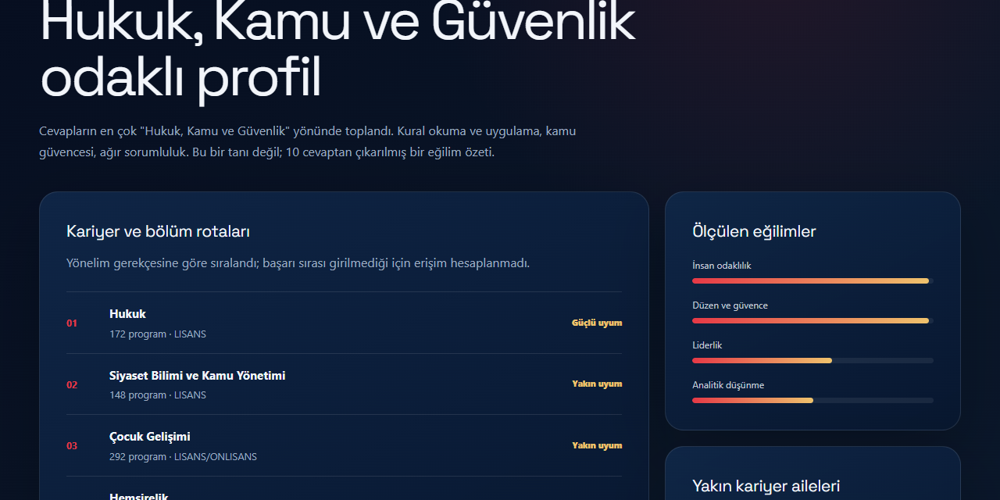 Hukuk, Kamu ve Güvenlik
odaklı profil
Cevapların en çok "Hukuk, Kamu ve Güvenlik" yönünde toplandı. Kural okuma ve uygulama, kamu
güvencesi, ağır sorumluluk. Bu bir tanı değil; 10 cevaptan çıkarılmış bir eğilim özeti.
Kariyer ve bölüm rotaları
Yönelim gerekçesine göre sıralandı; başarı sırası girilmediği için erişim hesaplanmadı.
01
Hukuk
172 program · LISANS
Güçlü uyum
02
Siyaset Bilimi ve Kamu Yönetimi
148 program · LISANS
Yakın uyum
03
Çocuk Gelişimi
292 program · LISANS/ONLISANS
Yakın uyum
Hemşirelik
Ölçülen eğilimler
İnsan odaklılık
Düzen ve güvence
Liderlik
Analitik düşünme
Yakın kariyer aileleri